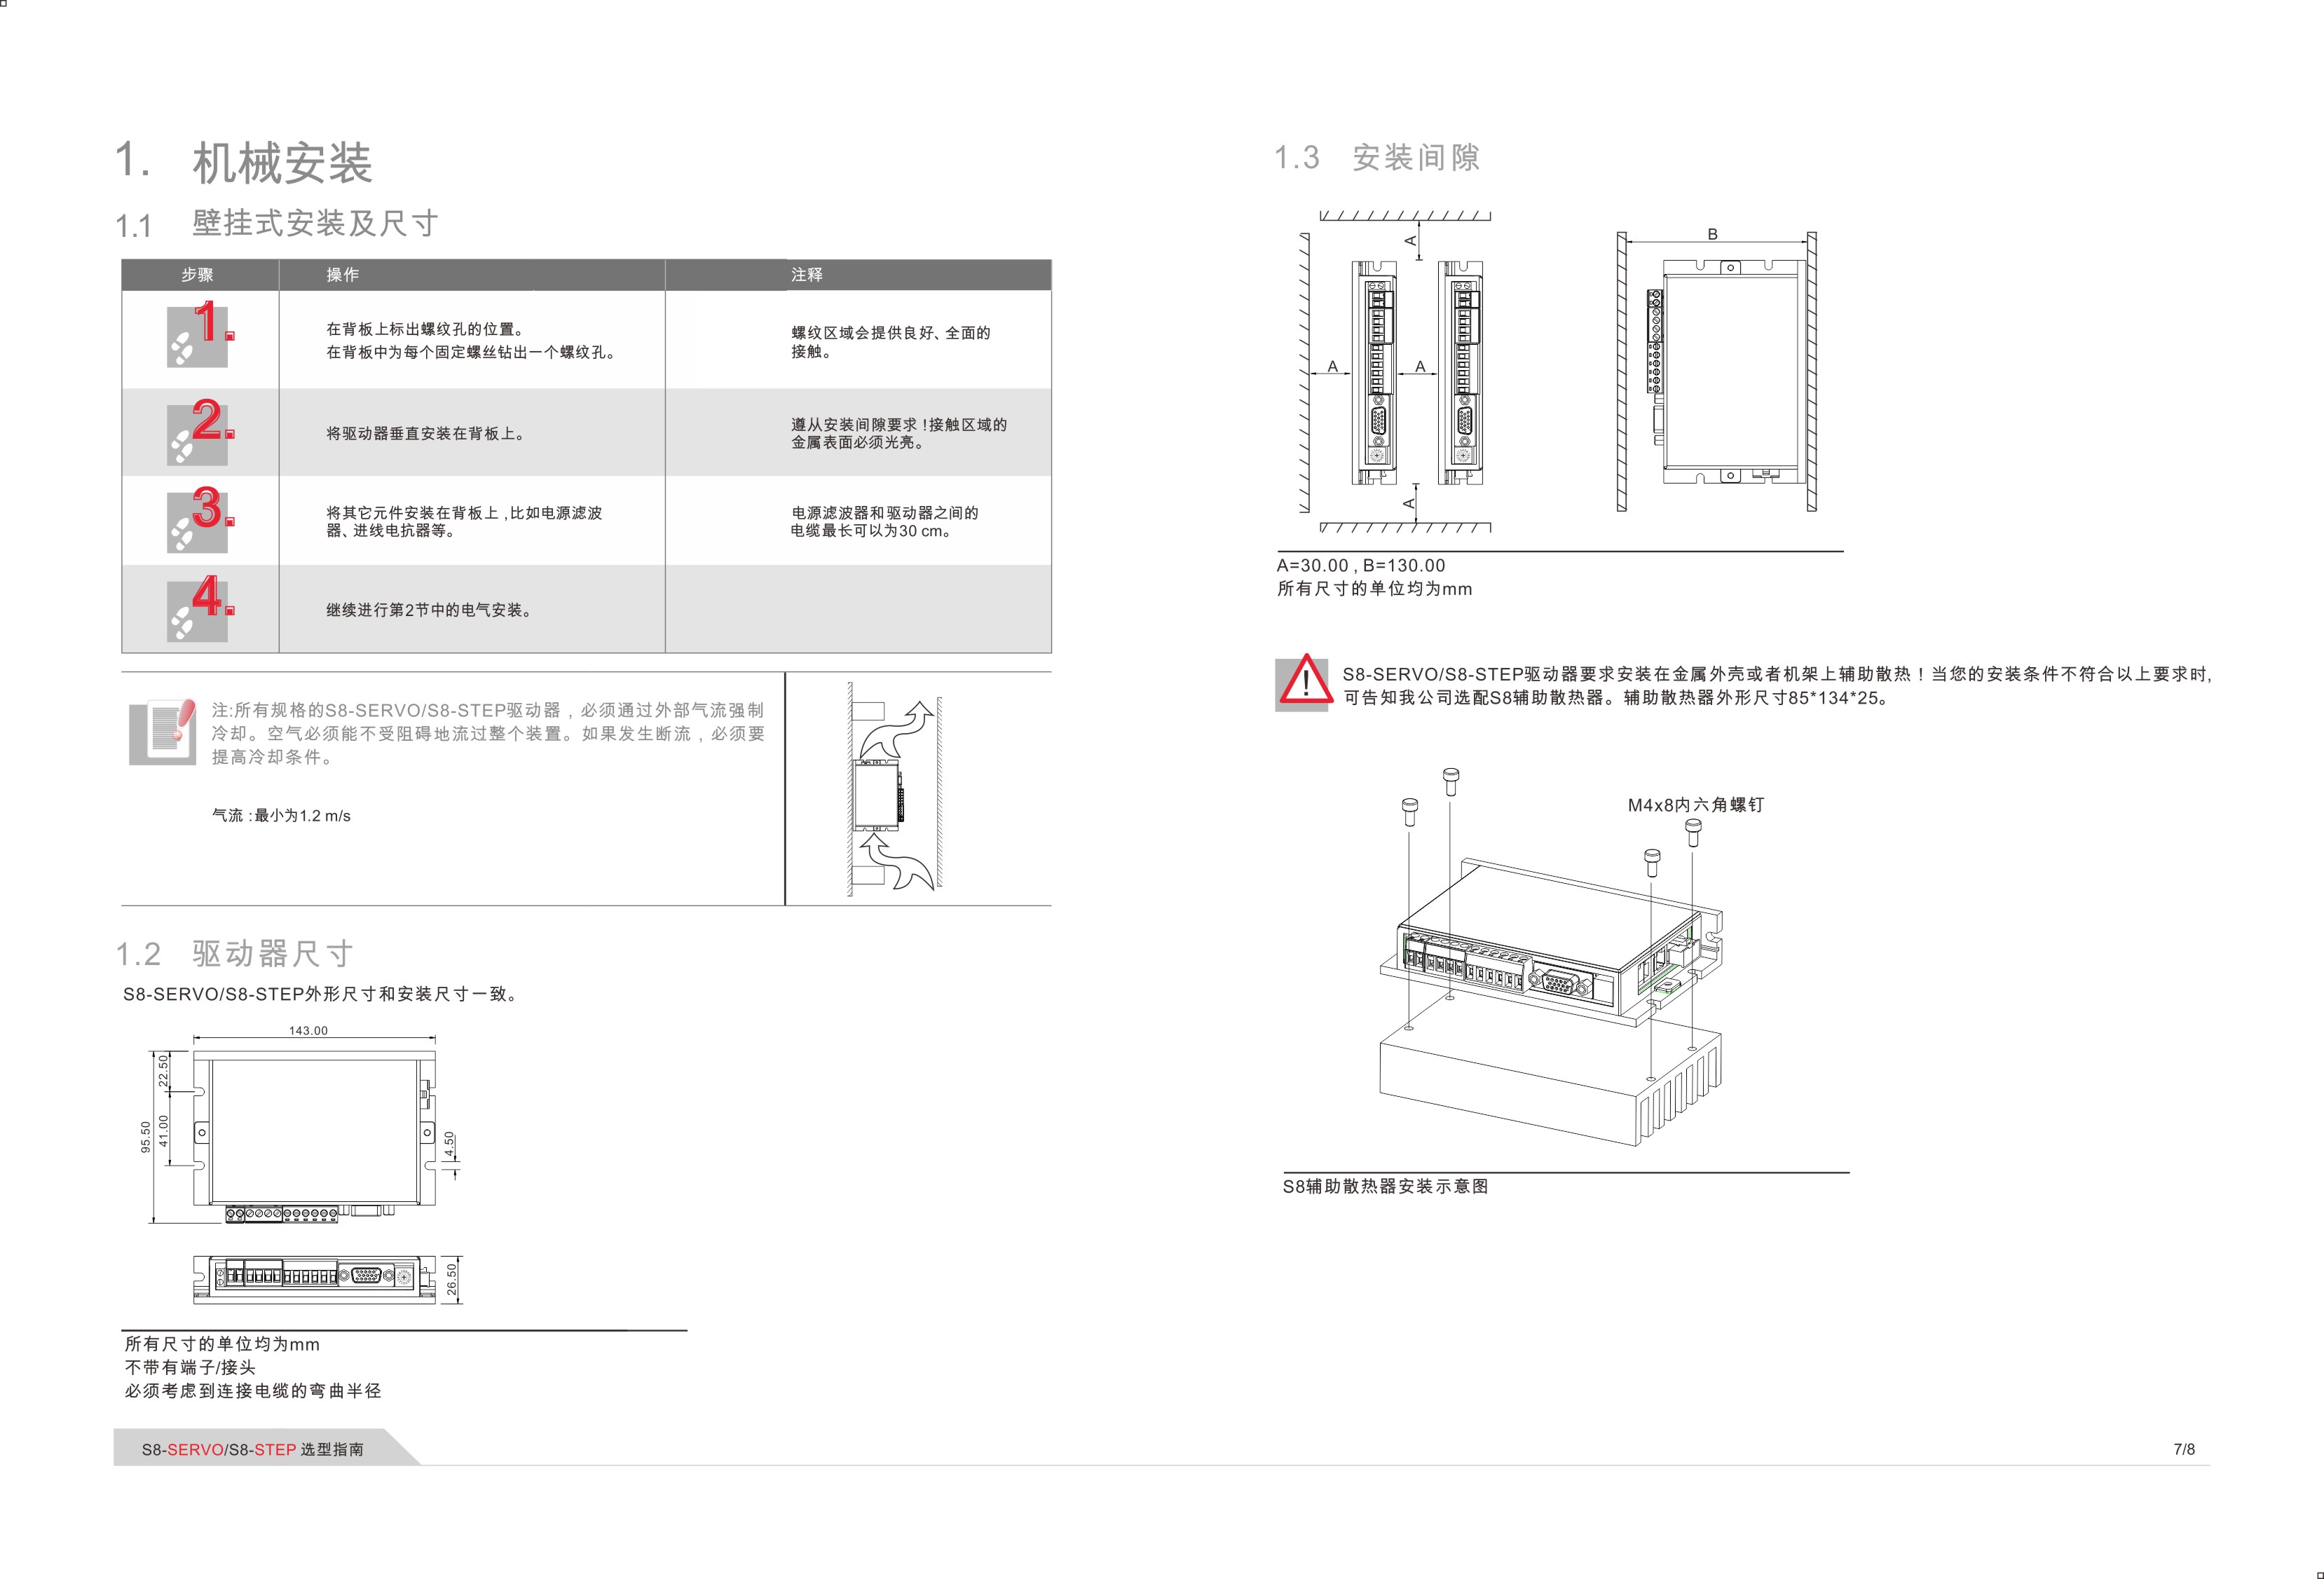 1. 机械安装
1.1 壁挂式安装及尺寸
步骤 操作 注释
1.
在背板上标出螺纹孔的位置。
在背板中为每个固定螺丝钻出一个螺纹孔。
螺纹区域会提供良好、全面的
接触。
2.
将驱动器垂直安装在背板上。
遵从安装间隙要求!接触区域的
金属表面必须光亮。
3.
将其它元件安装在背板上,比如电源滤波
器、进线电抗器等。
电源滤波器和驱动器之间的
电缆最长可以为30 cm。
4.
继续进行第2节中的电气安装。
注:所有规格的S8-SERVO/S8-STEP驱动器，必须通过外部气流强制
冷却。空气必须能不受阻碍地流过整个装置。如果发生断流，必须要
提高冷却条件。
气流:最小为1.2 m/s
1.2 驱动器尺寸
S8-SERVO/S8-STEP外形尺寸和安装尺寸一致。
143.00
22.50
41.00
95.50
4.50
26.50
所有尺寸的单位均为mm
不带有端子/接头
必须考虑到连接电缆的弯曲半径
S8-SERVO/S8-STEP 选型指南
1.3 安装间隙
A
A
A
A
B
A=30.00 , B=130.00
所有尺寸的单位均为mm
!
S8-SERVO/S8-STEP驱动器要求安装在金属外壳或者机架上辅助散热！当您的安装条件不符合以上要求时,
可告知我公司选配S8辅助散热器。辅助散热器外形尺寸85*134*25。
M4x8内六角螺钉
S8辅助散热器安装示意图
7/8